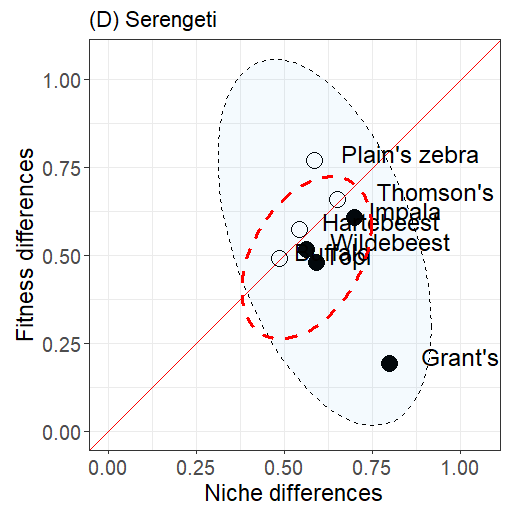 (D) Serengeti
1.00
Plain's zebra
0.75
Thomson's
Impala
Hartebeest
Wildebeest
0.50
Buffalo
Topi
Fitness differences
0.25
Grant's
0.00
0.00 0.25 0.50 0.75 1.00
Niche differences